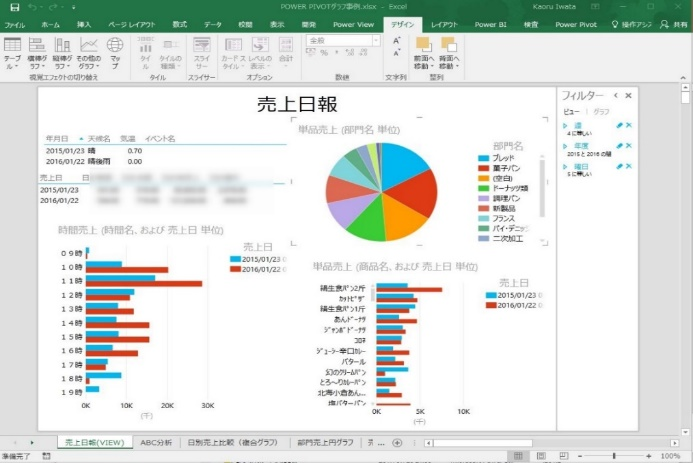 POWER PIVOTグラフ事例.xlsx - Excel
Kaoru Iwata
ファイル ホーム 挿入 ページ レイアウト 数式 データ 校閲 表示 開発 Power View デザイン レイアウト Power BI 検査 Power Pivot 操作アシ 共有
テーブル 横棒グラフ 縦棒グラフ その他のグラフ マップ
タイル タイルの種類
スライサー
カード スタイル レベルの表示 合計
全般
前面へ移動 背面へ移動
視覚エフェクトの切り替え タイル スライサー オプション 数値 文字列 整列
売上日報
年月日 天候名 気温 イベント名
2015/01/23 晴 0.70
2016/01/22 晴後雨 0.00
売上日
2015/01/23
2016/01/22
単品売上 (部門名 単位)
部門名
ブレッド
菓子パン
(空白)
ドーナッツ類
調理パン
新製品
フランス
パイ・デニッ
二次加工
時間売上 (時間名、および 売上日 単位)
売上日
2015/01/23
2016/01/22
09時
10時
11時
12時
13時
14時
15時
16時
17時
18時
19時
0K 10K 20K 30K
(千)
単品売上 (商品名、および 売上日 単位)
売上日
2015/01/23
2016/01/22
絹生食パン2斤
カットピザ
絹生食パン1斤
あんドーナツ
ジャンボドーナツ
コロネ
ジューシー辛口カレー
バタール
幻のクリームパン
とろ～りカレーパン
北海小倉あん...
塩バターパン
0K 5K 10K
(千)
フィルター
ビュー グラフ
週
4 に等しい
年度
2015 と 2016 の間
曜日
5 に等しい
売上日報(VIEW) ABC分析 日別売上比較（複合グラフ） 部門売上円グラフ
準備完了
100%